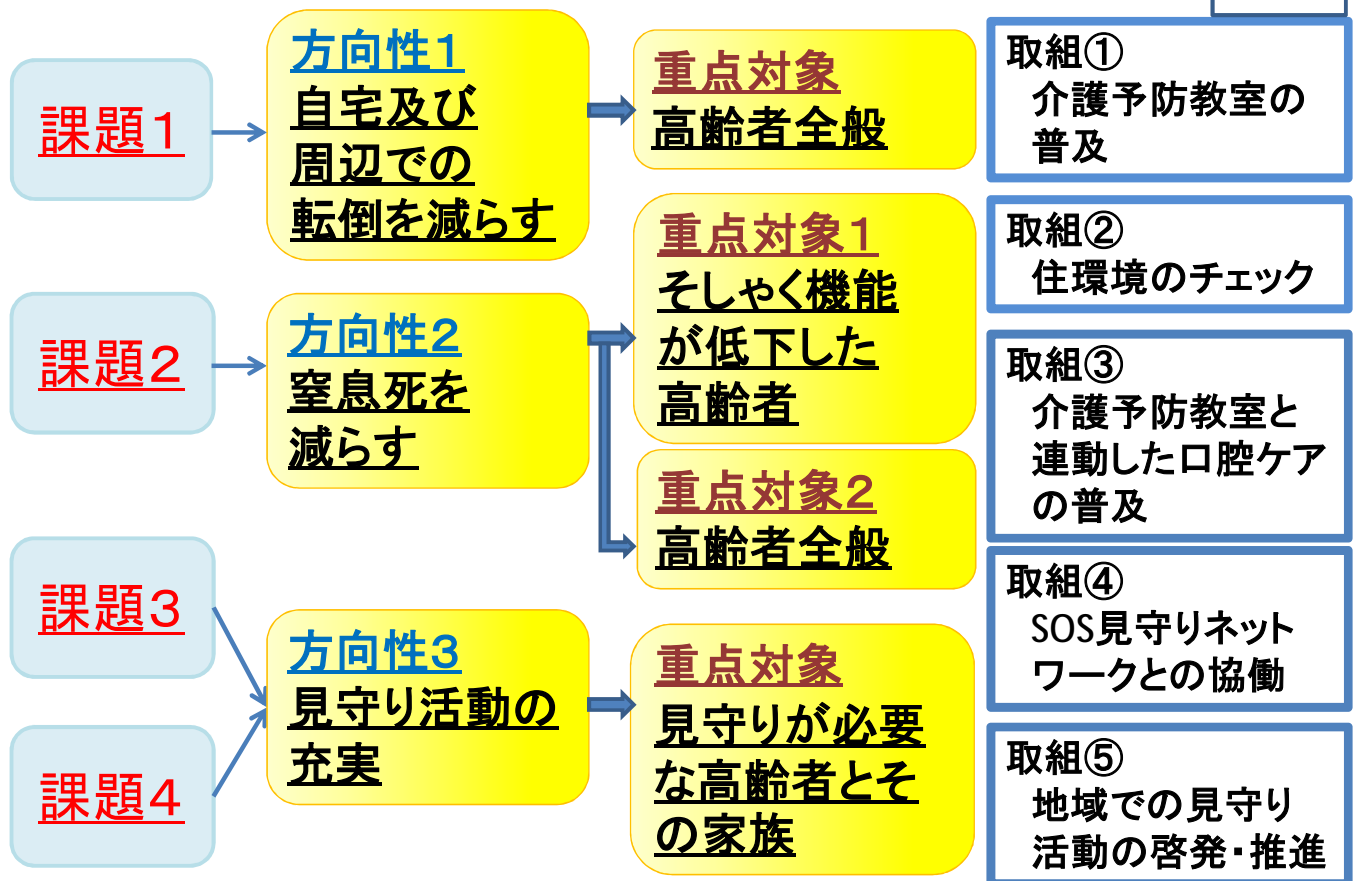 課題１
課題２
課題３
課題４
方向性１
自宅及び
周辺での
転倒を減らす
方向性２
窒息死を
減らす
方向性３
見守り活動の
充実
重点対象
高齢者全般
重点対象１
そしゃく機能
が低下した
高齢者
重点対象２
高齢者全般
重点対象
見守りが必要
な高齢者とそ
の家族
取組①
介護予防教室の
普及
取組②
住環境のチェック
取組③
介護予防教室と
連動した口腔ケア
の普及
取組④
SOS見守りネット
ワークとの協働
取組⑤
地域での見守り
活動の啓発・推進